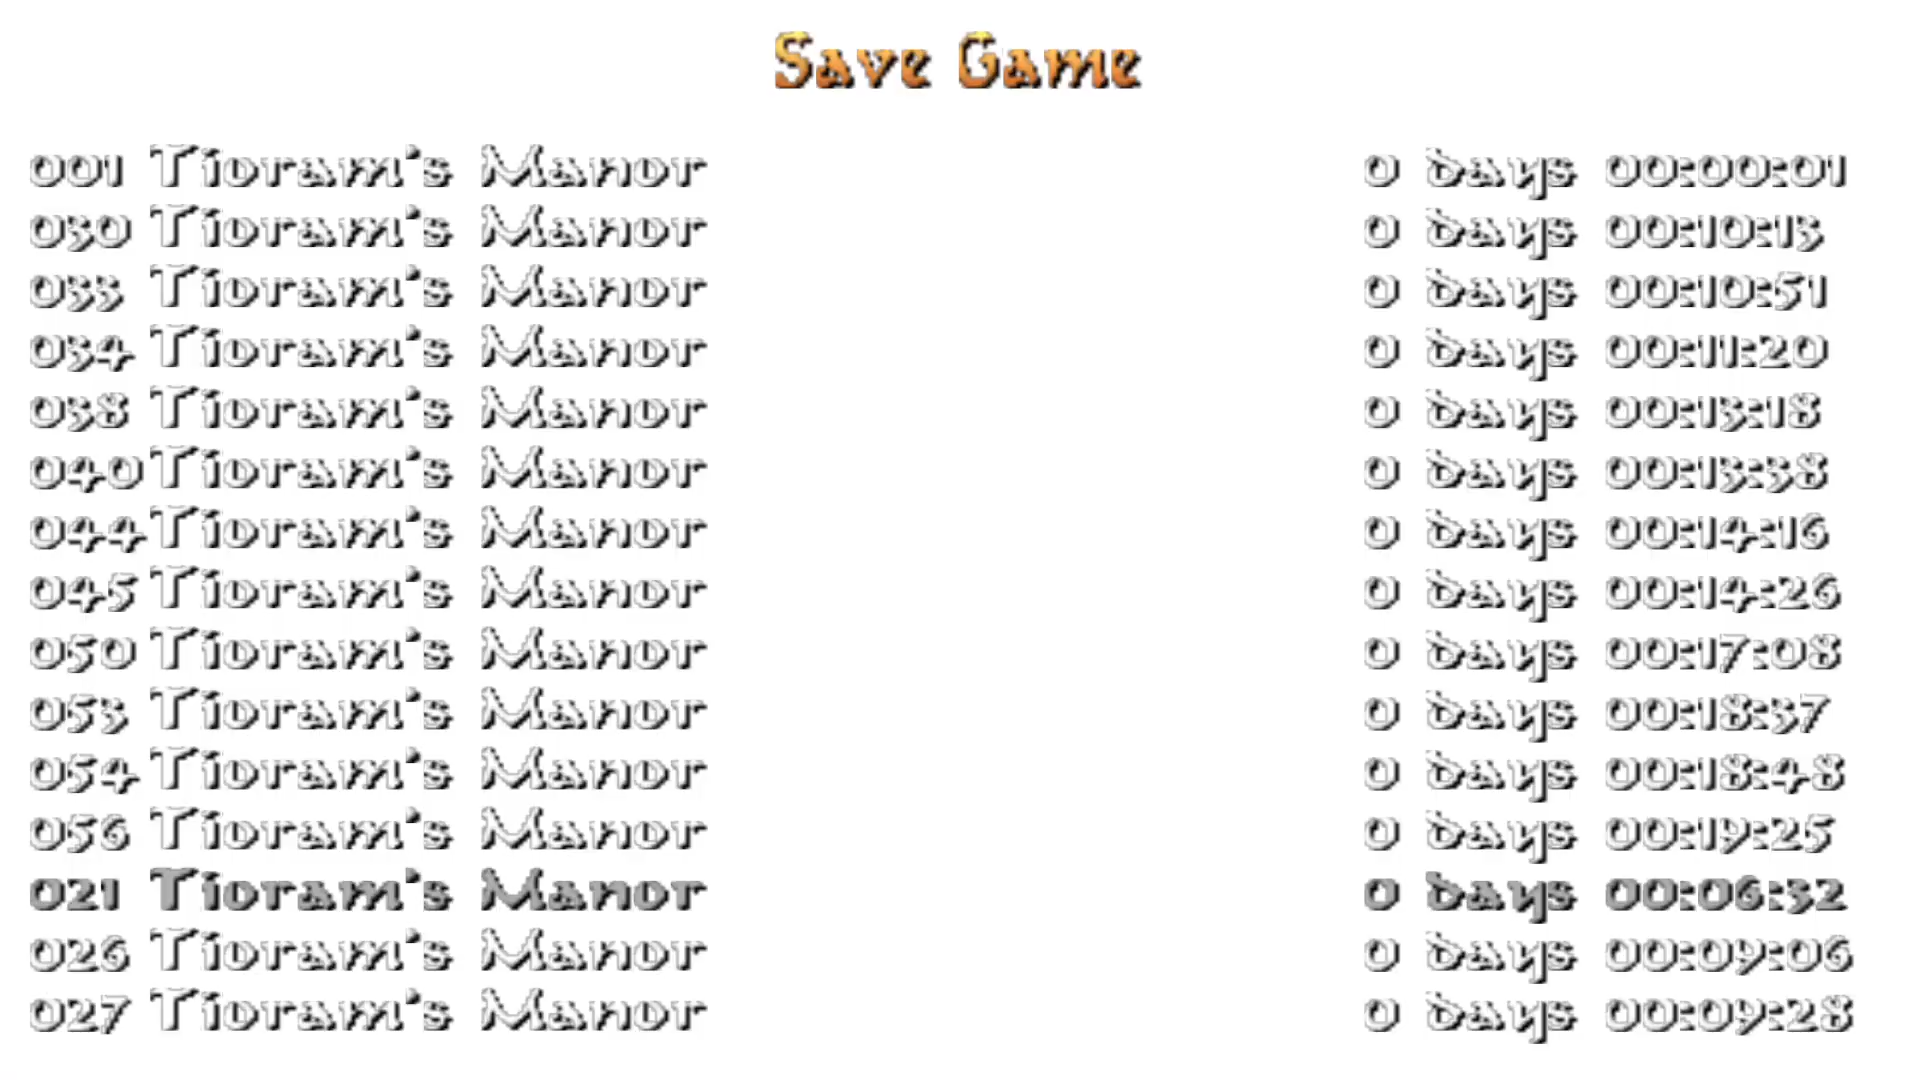 Save Game
001 Tioram's Manor 0 days 00:00:01
030 Tioram's Manor 0 days 00:10:13
033 Tioram's Manor 0 days 00:10:51
034 Tioram's Manor 0 days 00:11:20
038 Tioram's Manor 0 days 00:13:18
040 Tioram's Manor 0 days 00:13:38
044 Tioram's Manor 0 days 00:14:16
045 Tioram's Manor 0 days 00:14:26
050 Tioram's Manor 0 days 00:17:08
053 Tioram's Manor 0 days 00:18:37
054 Tioram's Manor 0 days 00:18:48
056 Tioram's Manor 0 days 00:19:25
021 Tioram's Manor 0 days 00:06:32
026 Tioram's Manor 0 days 00:09:06
027 Tioram's Manor 0 days 00:09:28